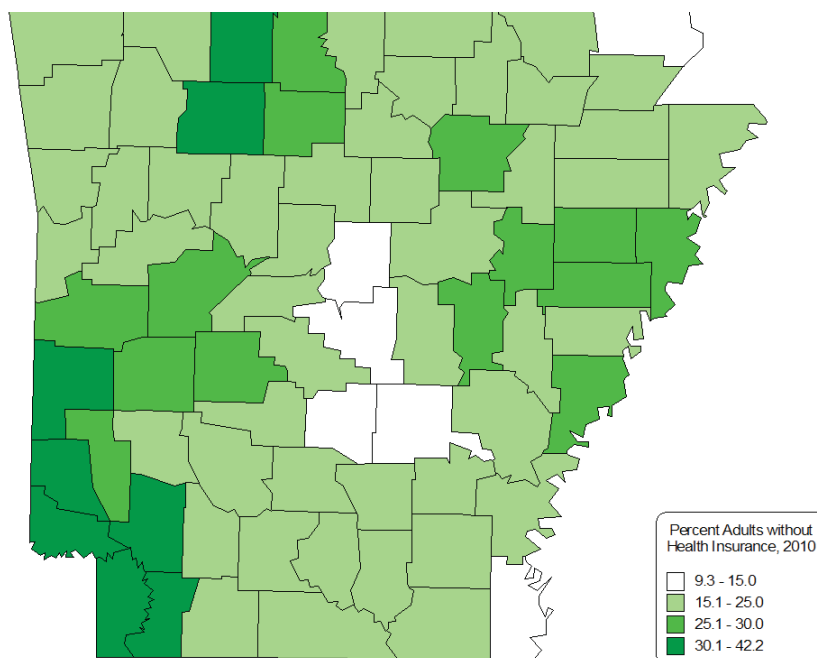 Percent Adults without
Health Insurance, 2010
9.3 - 15.0
15.1 - 25.0
25.1 - 30.0
30.1 - 42.2